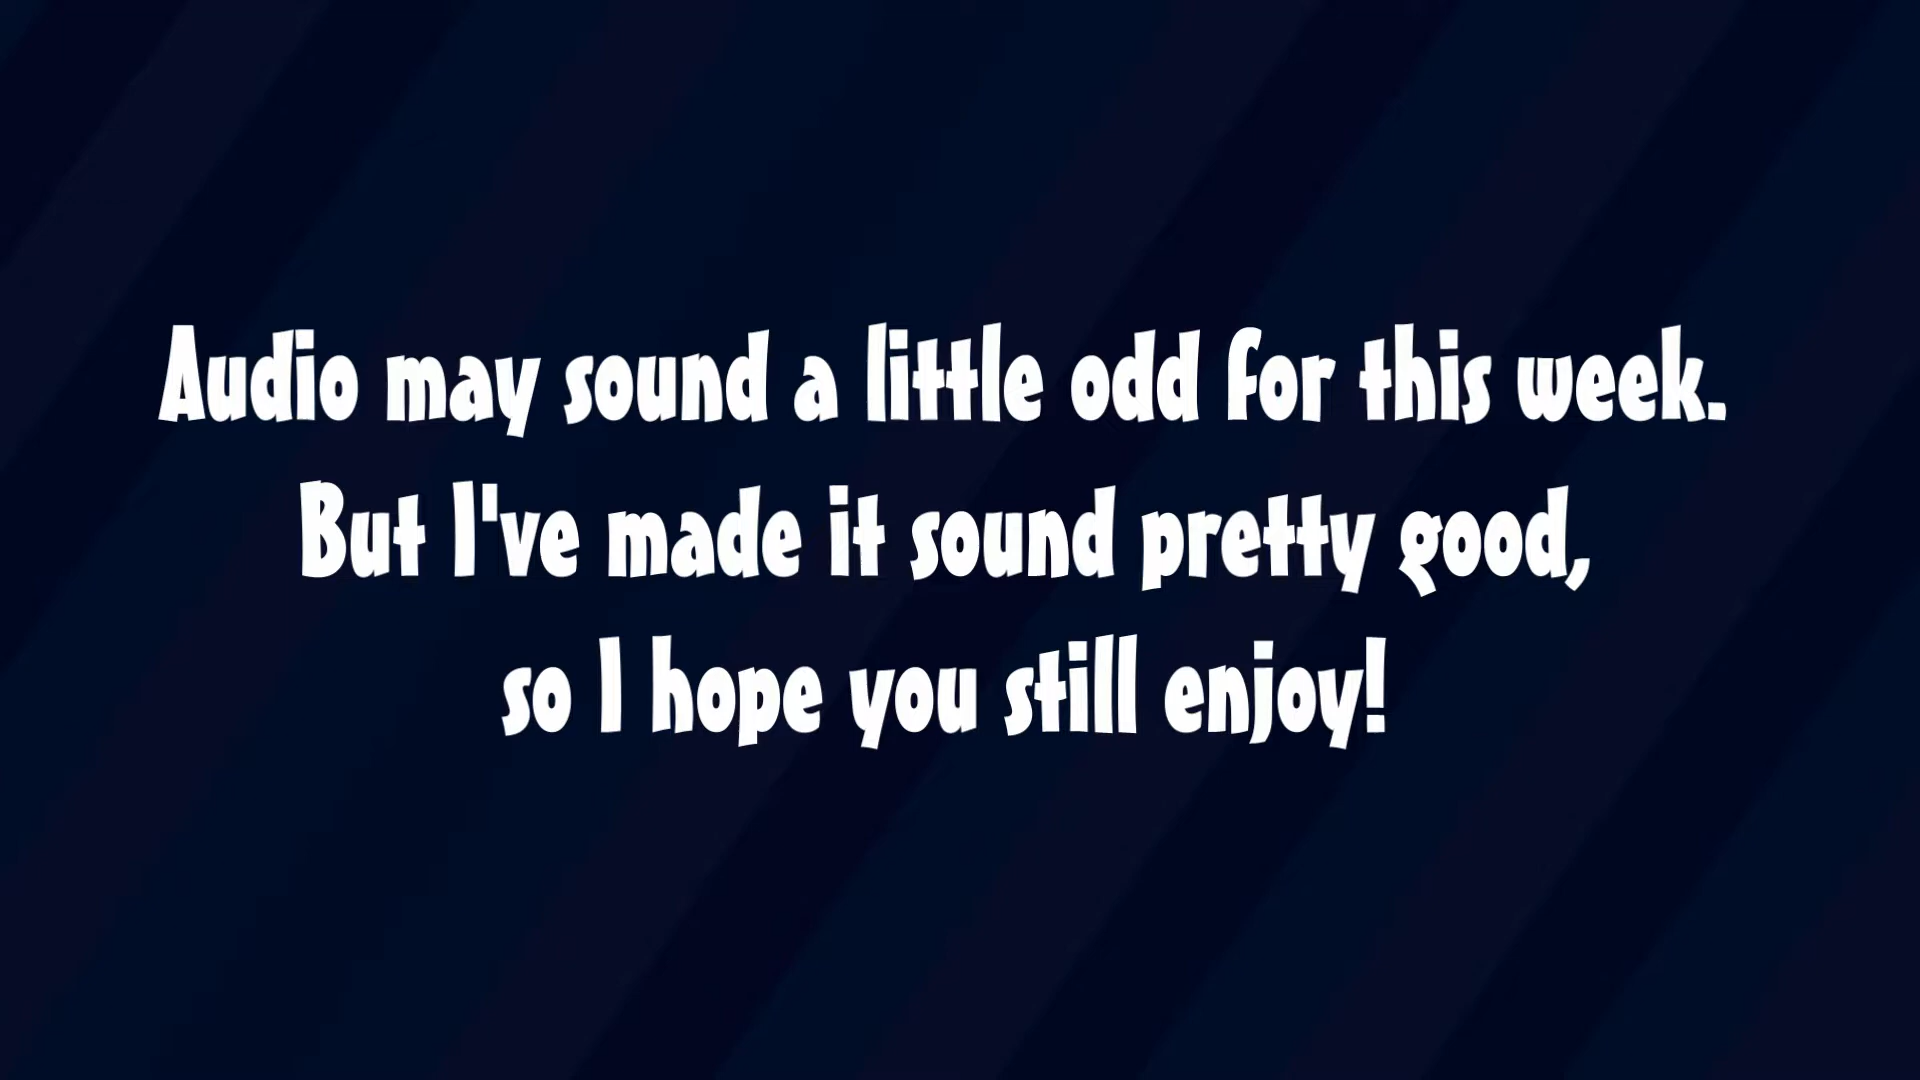 Audio may sound a little odd for this week.
But I've made it sound pretty good,
so I hope you still enjoy!